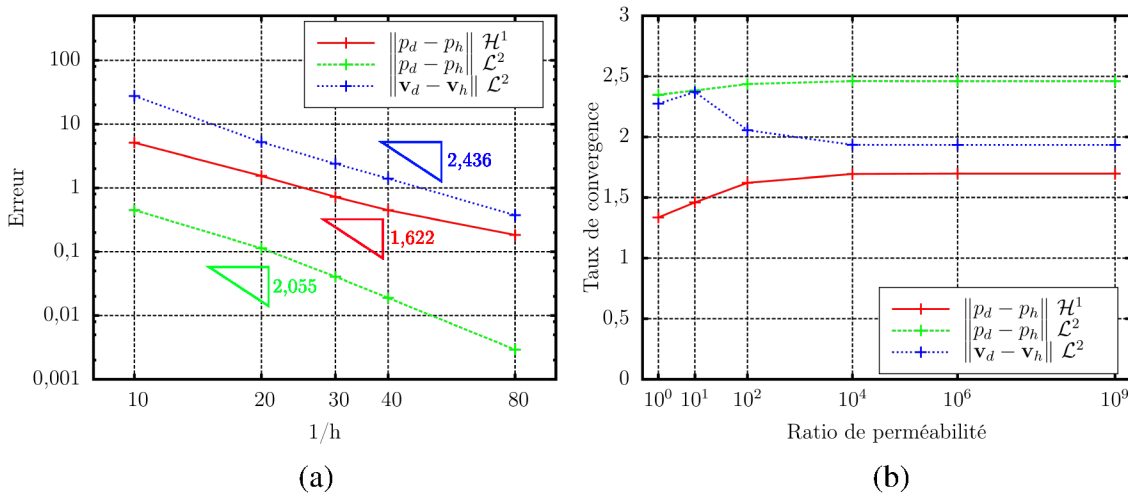 100
10
1
0,1
0,01
0,001
Erreur
‖p_d − p_h‖ ℋ¹
‖p_d − p_h‖ ℒ²
‖v_d − v_h‖ ℒ²
2,436
1,622
2,055
10 20 30 40 80
1/h
(a)
3
2,5
2
1,5
1
0,5
0
Taux de convergence
‖p_d − p_h‖ ℋ¹
‖p_d − p_h‖ ℒ²
‖v_d − v_h‖ ℒ²
10⁰ 10¹ 10² 10⁴ 10⁶ 10⁹
Ratio de perméabilité
(b)